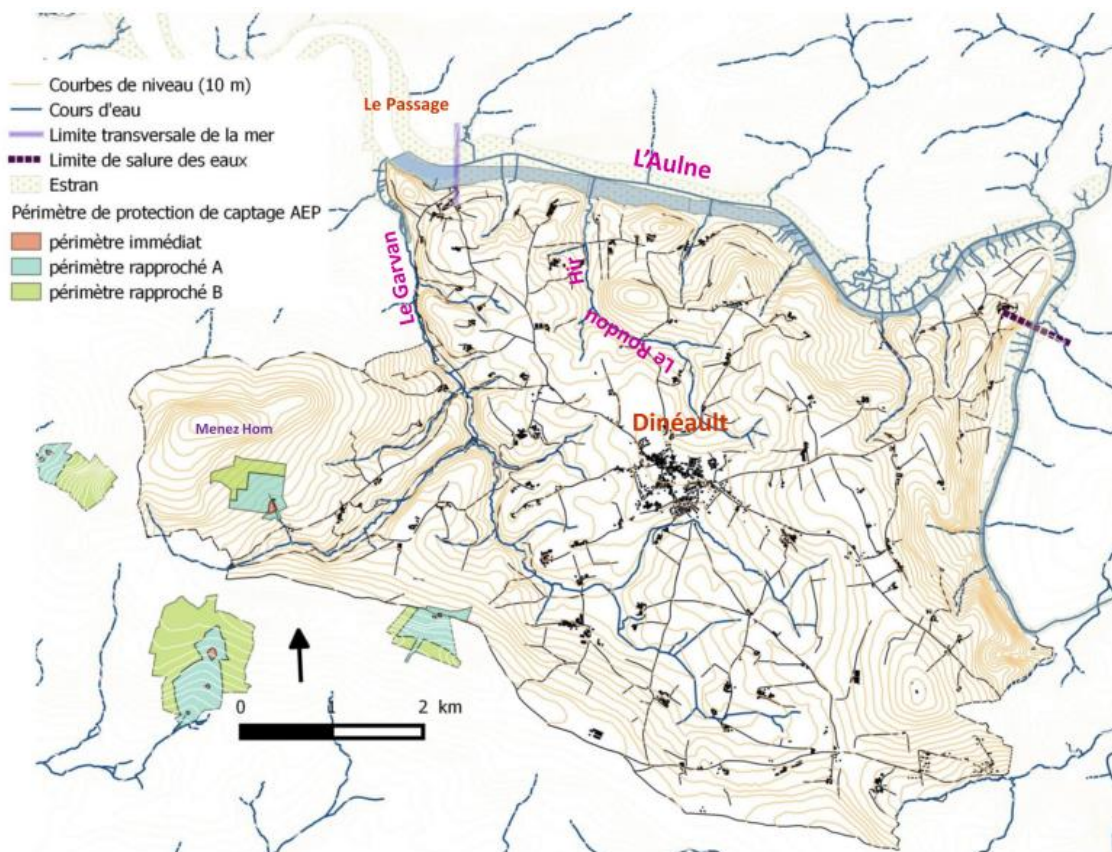 Courbes de niveau (10 m)
Cours d'eau
Limite transversale de la mer
Limite de salure des eaux
Estran
Périmètre de protection de captage AEP
périmètre immédiat
périmètre rapproché A
périmètre rapproché B
Le Passage
L'Aulne
Le Garvan
Hir
Le Roudou
Dinéault
Menez Hom
0 1 2 km